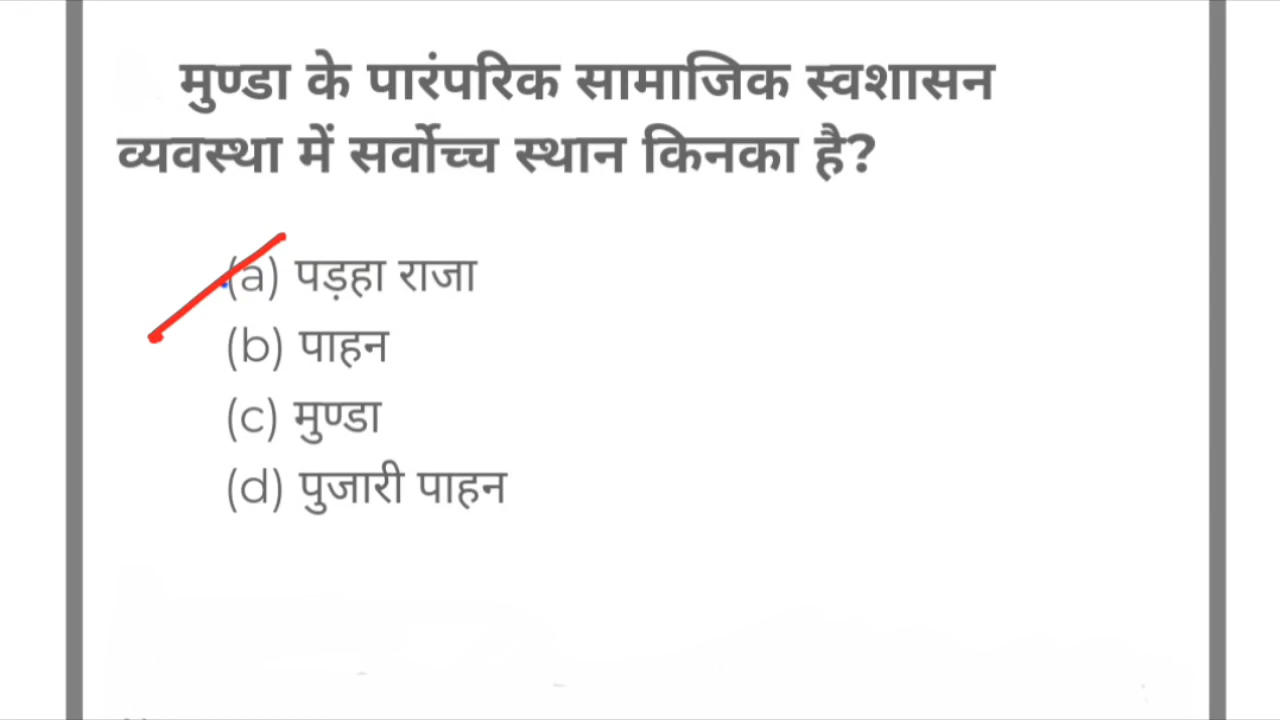 मुण्डा के पारंपरिक सामाजिक स्वशासन
व्यवस्था में सर्वोच्च स्थान किनका है?
(a) पड़हा राजा
(b) पाहन
(c) मुण्डा
(d) पुजारी पाहन